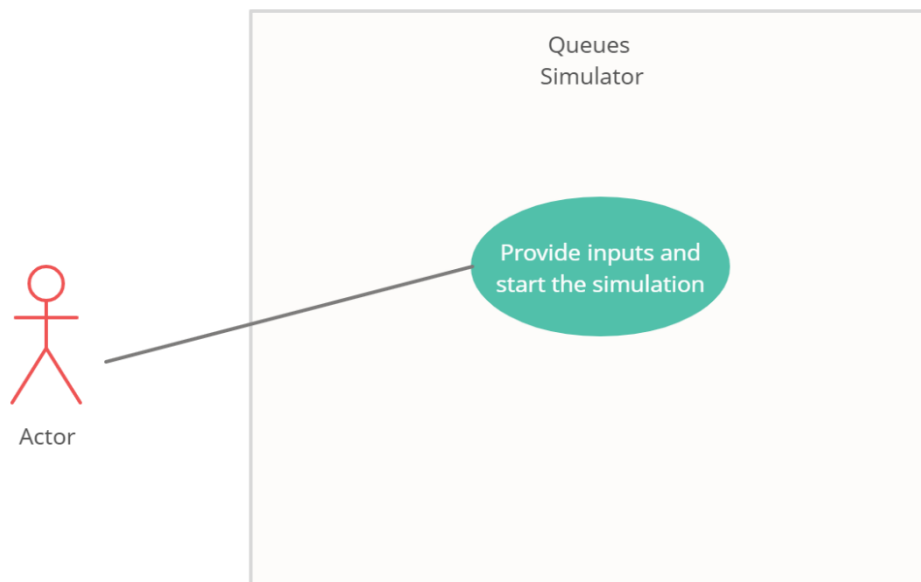 Queues
Simulator
Provide inputs and
start the simulation
Actor